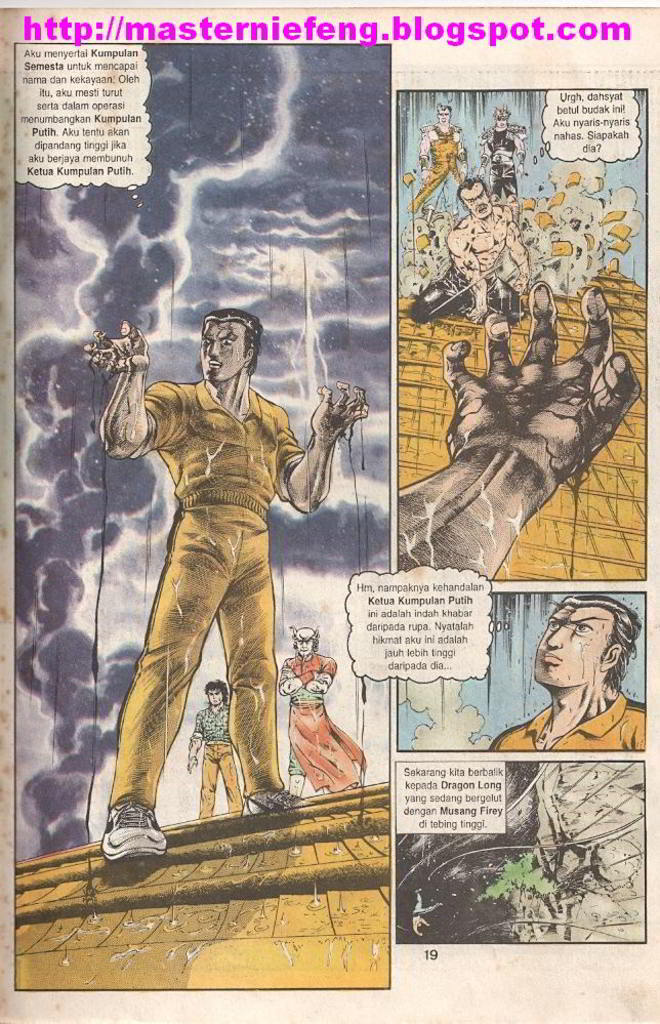 http://masterniefeng.blogspot.com
Aku menyertai Kumpulan
Semesta untuk mencapai
nama dan kekayaan. Oleh
itu, aku mesti turut
serta dalam operasi
menumbangkan Kumpulan
Putih. Aku tentu akan
dipandang tinggi jika
aku berjaya membunuh
Ketua Kumpulan Putih.
Urgh, dahsyat
betul budak ini!
Aku nyaris-nyaris
nahas. Siapakah
dia?
Hm, nampaknya kehandalan
Ketua Kumpulan Putih
ini adalah indah khabar
daripada rupa. Nyatalah
hikmat aku ini adalah
jauh lebih tinggi
daripada dia...
Sekarang kita berbalik
kepada Dragon Long
yang sedang bergelut
dengan Musang Firey
di tebing tinggi.
19